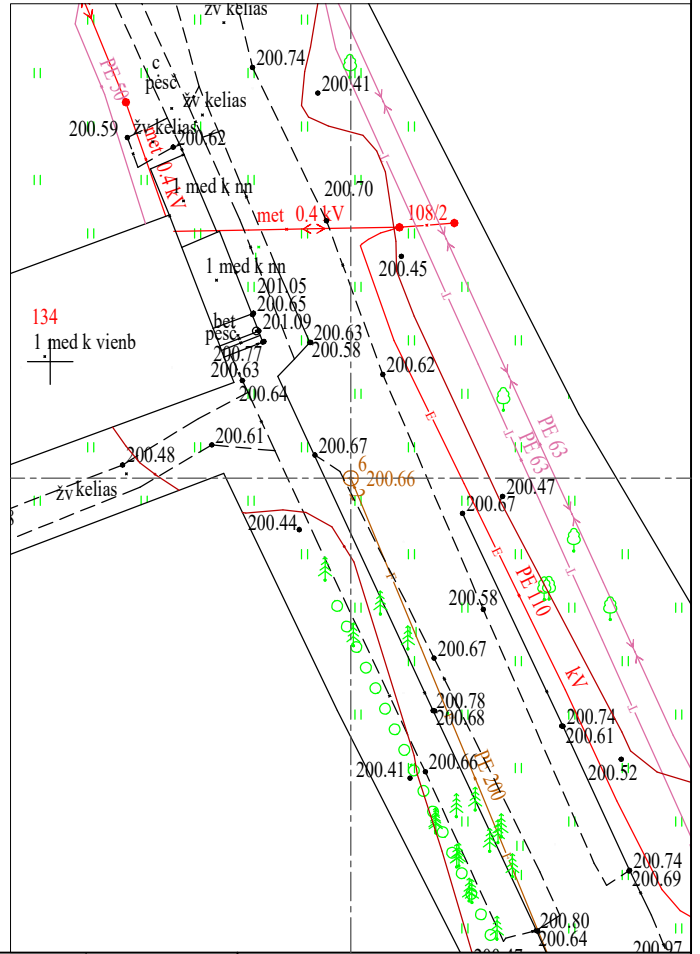 žv kelias
200.74
c
pėsč
200.41
PE 50
žv kelias
200.59
žv kelias
200.62
met 0.4 kV
1 med k nn
200.70
met 0.4 kV
108/2
200.45
1 med k nn
201.05
200.65
134
bet
201.09
pėsč
200.63
200.58
1 med k vienb
200.77
200.63
200.62
200.64
PE 63
PE 63
200.61
200.67
200.48
6
200.66
žv kelias
200.47
200.67
200.44
E
T
PE 110
200.58
200.67
kV
200.78
200.68
200.74
200.61
PE 200
200.66
200.41
200.52
200.74
200.69
200.80
200.64
200.97